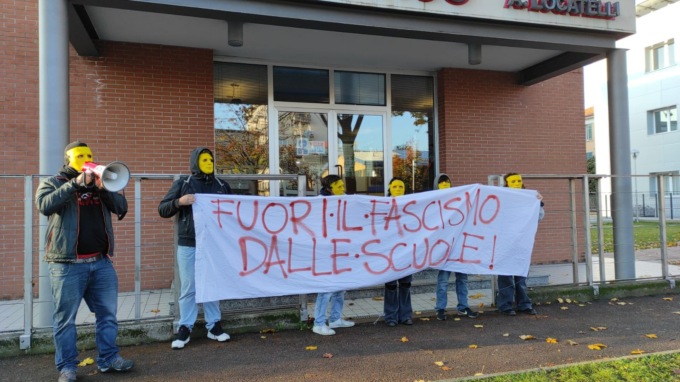 A. LOCATELLI
FUORI·IL·FASCISMO
DALLE·SCUOLE!